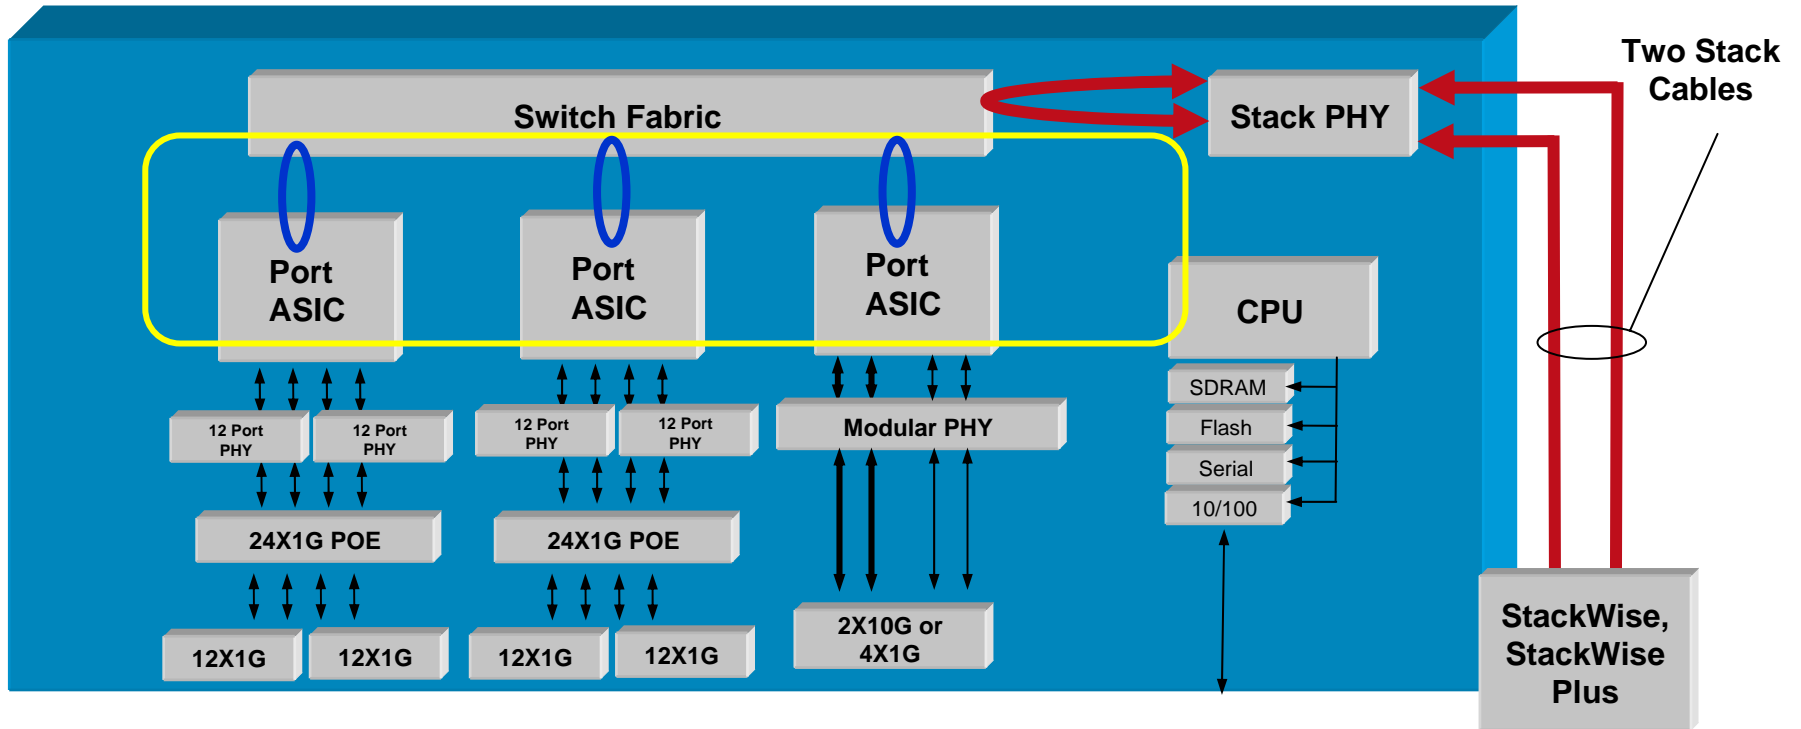 Two Stack
Cables
Switch Fabric
Stack PHY
Port
ASIC
Port
ASIC
Port
ASIC
CPU
SDRAM
Flash
Serial
10/100
12 Port
PHY
12 Port
PHY
12 Port
PHY
12 Port
PHY
Modular PHY
24X1G POE
24X1G POE
12X1G
12X1G
12X1G
12X1G
2X10G or
4X1G
StackWise,
StackWise
Plus